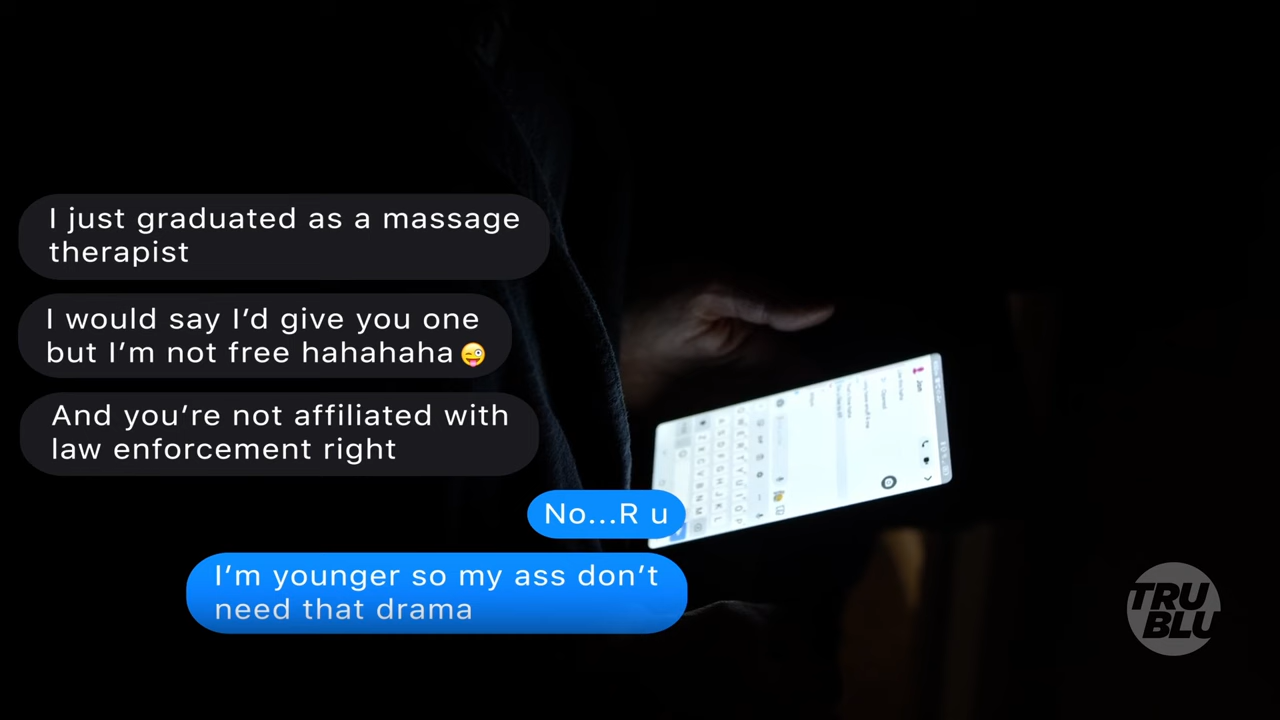 I just graduated as a massage
therapist
I would say I'd give you one
but I'm not free hahahaha😜
And you're not affiliated with
law enforcement right
No...R u
I'm younger so my ass don't
need that drama
TRU
BLU